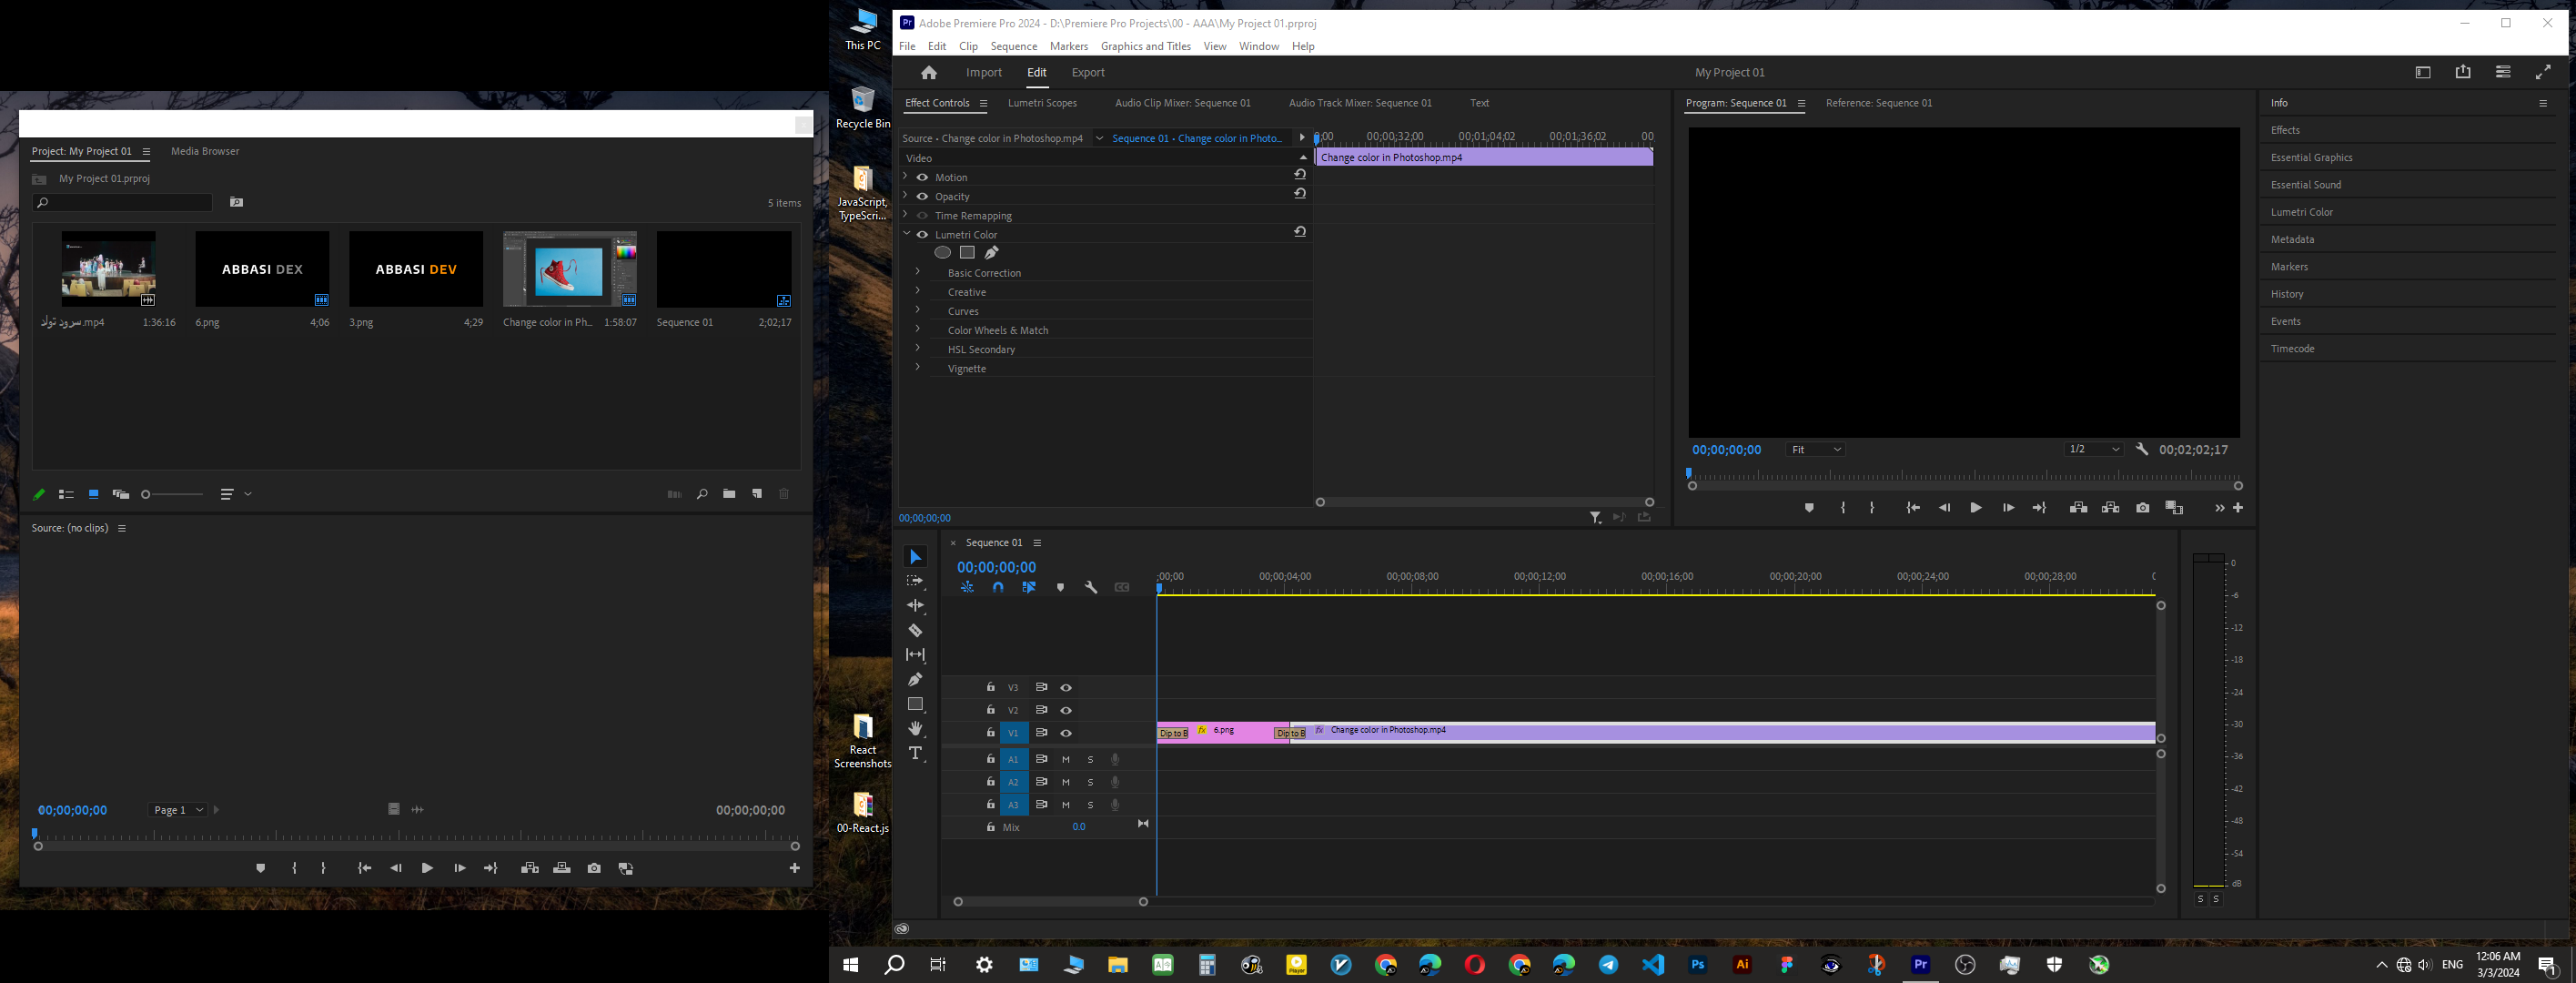 Project: My Project 01
Media Browser
My Project 01.prproj
5 items
ABBASI DEX
ABBASI DEV
سرود تولد.mp4 1:36:16
6.png 4;06
3.png 4;29
Change color in Ph... 1:58:07
Sequence 01 2;02;17
Source: (no clips)
00;00;00;00
Page 1
00;00;00;00
This PC
Recycle Bin
JavaScript,
TypeScri...
React
Screenshots
00-React.js
Adobe Premiere Pro 2024 - D:\Premiere Pro Projects\00 - AAA\My Project 01.prproj
File Edit Clip Sequence Markers Graphics and Titles View Window Help
Import Edit Export
My Project 01
Effect Controls
Lumetri Scopes
Audio Clip Mixer: Sequence 01
Audio Track Mixer: Sequence 01
Text
Source • Change color in Photoshop.mp4
Sequence 01 • Change color in Photo...
00;00;32;00 00;01;04;02 00;01;36;02 00
Video
Change color in Photoshop.mp4
Motion
Opacity
Time Remapping
Lumetri Color
Basic Correction
Creative
Curves
Color Wheels & Match
HSL Secondary
Vignette
00;00;00;00
Program: Sequence 01
Reference: Sequence 01
00;00;00;00
Fit
1/2
00;02;02;17
Info
Effects
Essential Graphics
Essential Sound
Lumetri Color
Metadata
Markers
History
Events
Timecode
Sequence 01
00;00;00;00
;00;00 00;00;04;00 00;00;08;00 00;00;12;00 00;00;16;00 00;00;20;00 00;00;24;00 00;00;28;00
V3
V2
V1
Dip to B fx 6.png Dip to B fx Change color in Photoshop.mp4
A1 M S
A2 M S
A3 M S
Mix 0.0
0
-6
-12
-18
-24
-30
-36
-42
-48
-54
dB
S S
Player
Ps
Ai
Pr
ENG
12:06 AM
3/3/2024
1